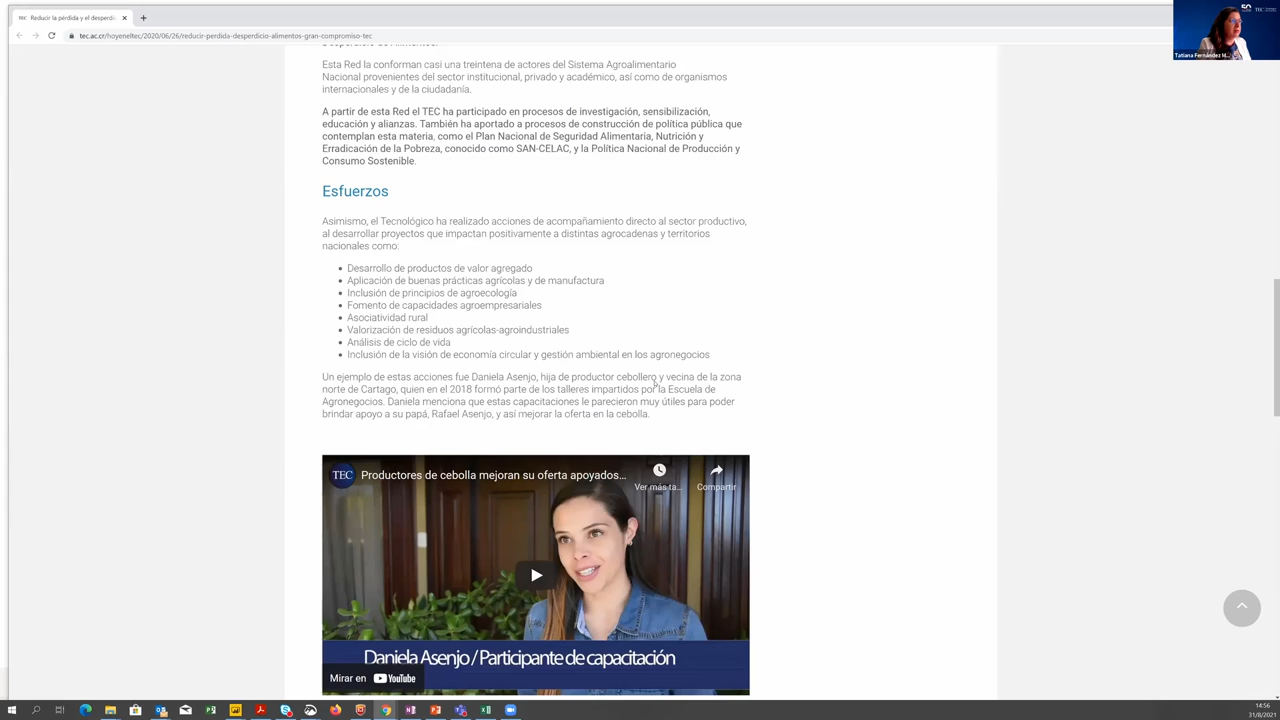 TEC Reducir la pérdida y el desperdi
tec.ac.cr/hoyeneltec/2020/06/26/reducir-perdida-desperdicio-alimentos-gran-compromiso-tec
TEC
Tatiana Fernández M...
Esta Red la conforman casi una treintena de actores del Sistema Agroalimentario
Nacional provenientes del sector institucional, privado y académico, así como de organismos
internacionales y de la ciudadanía.
A partir de esta Red el TEC ha participado en procesos de investigación, sensibilización,
educación y alianzas. También ha aportado a procesos de construcción de política pública que
contemplan esta materia, como el Plan Nacional de Seguridad Alimentaria, Nutrición y
Erradicación de la Pobreza, conocido como SAN-CELAC, y la Política Nacional de Producción y
Consumo Sostenible.
Esfuerzos
Asimismo, el Tecnológico ha realizado acciones de acompañamiento directo al sector productivo,
al desarrollar proyectos que impactan positivamente a distintas agrocadenas y territorios
nacionales como:
Desarrollo de productos de valor agregado
Aplicación de buenas prácticas agrícolas y de manufactura
Inclusión de principios de agroecología
Fomento de capacidades agroempresariales
Asociatividad rural
Valorización de residuos agrícolas-agroindustriales
Análisis de ciclo de vida
Inclusión de la visión de economía circular y gestión ambiental en los agronegocios
Un ejemplo de estas acciones fue Daniela Asenjo, hija de productor cebollero y vecina de la zona
norte de Cartago, quien en el 2018 formó parte de los talleres impartidos por la Escuela de
Agronegocios. Daniela menciona que estas capacitaciones le parecieron muy útiles para poder
brindar apoyo a su papá, Rafael Asenjo, y así mejorar la oferta en la cebolla.
TEC Productores de cebolla mejoran su oferta apoyados...
Ver más ta... Compartir
Daniela Asenjo / Participante de capacitación
Mirar en YouTube
14:56
31/8/2021